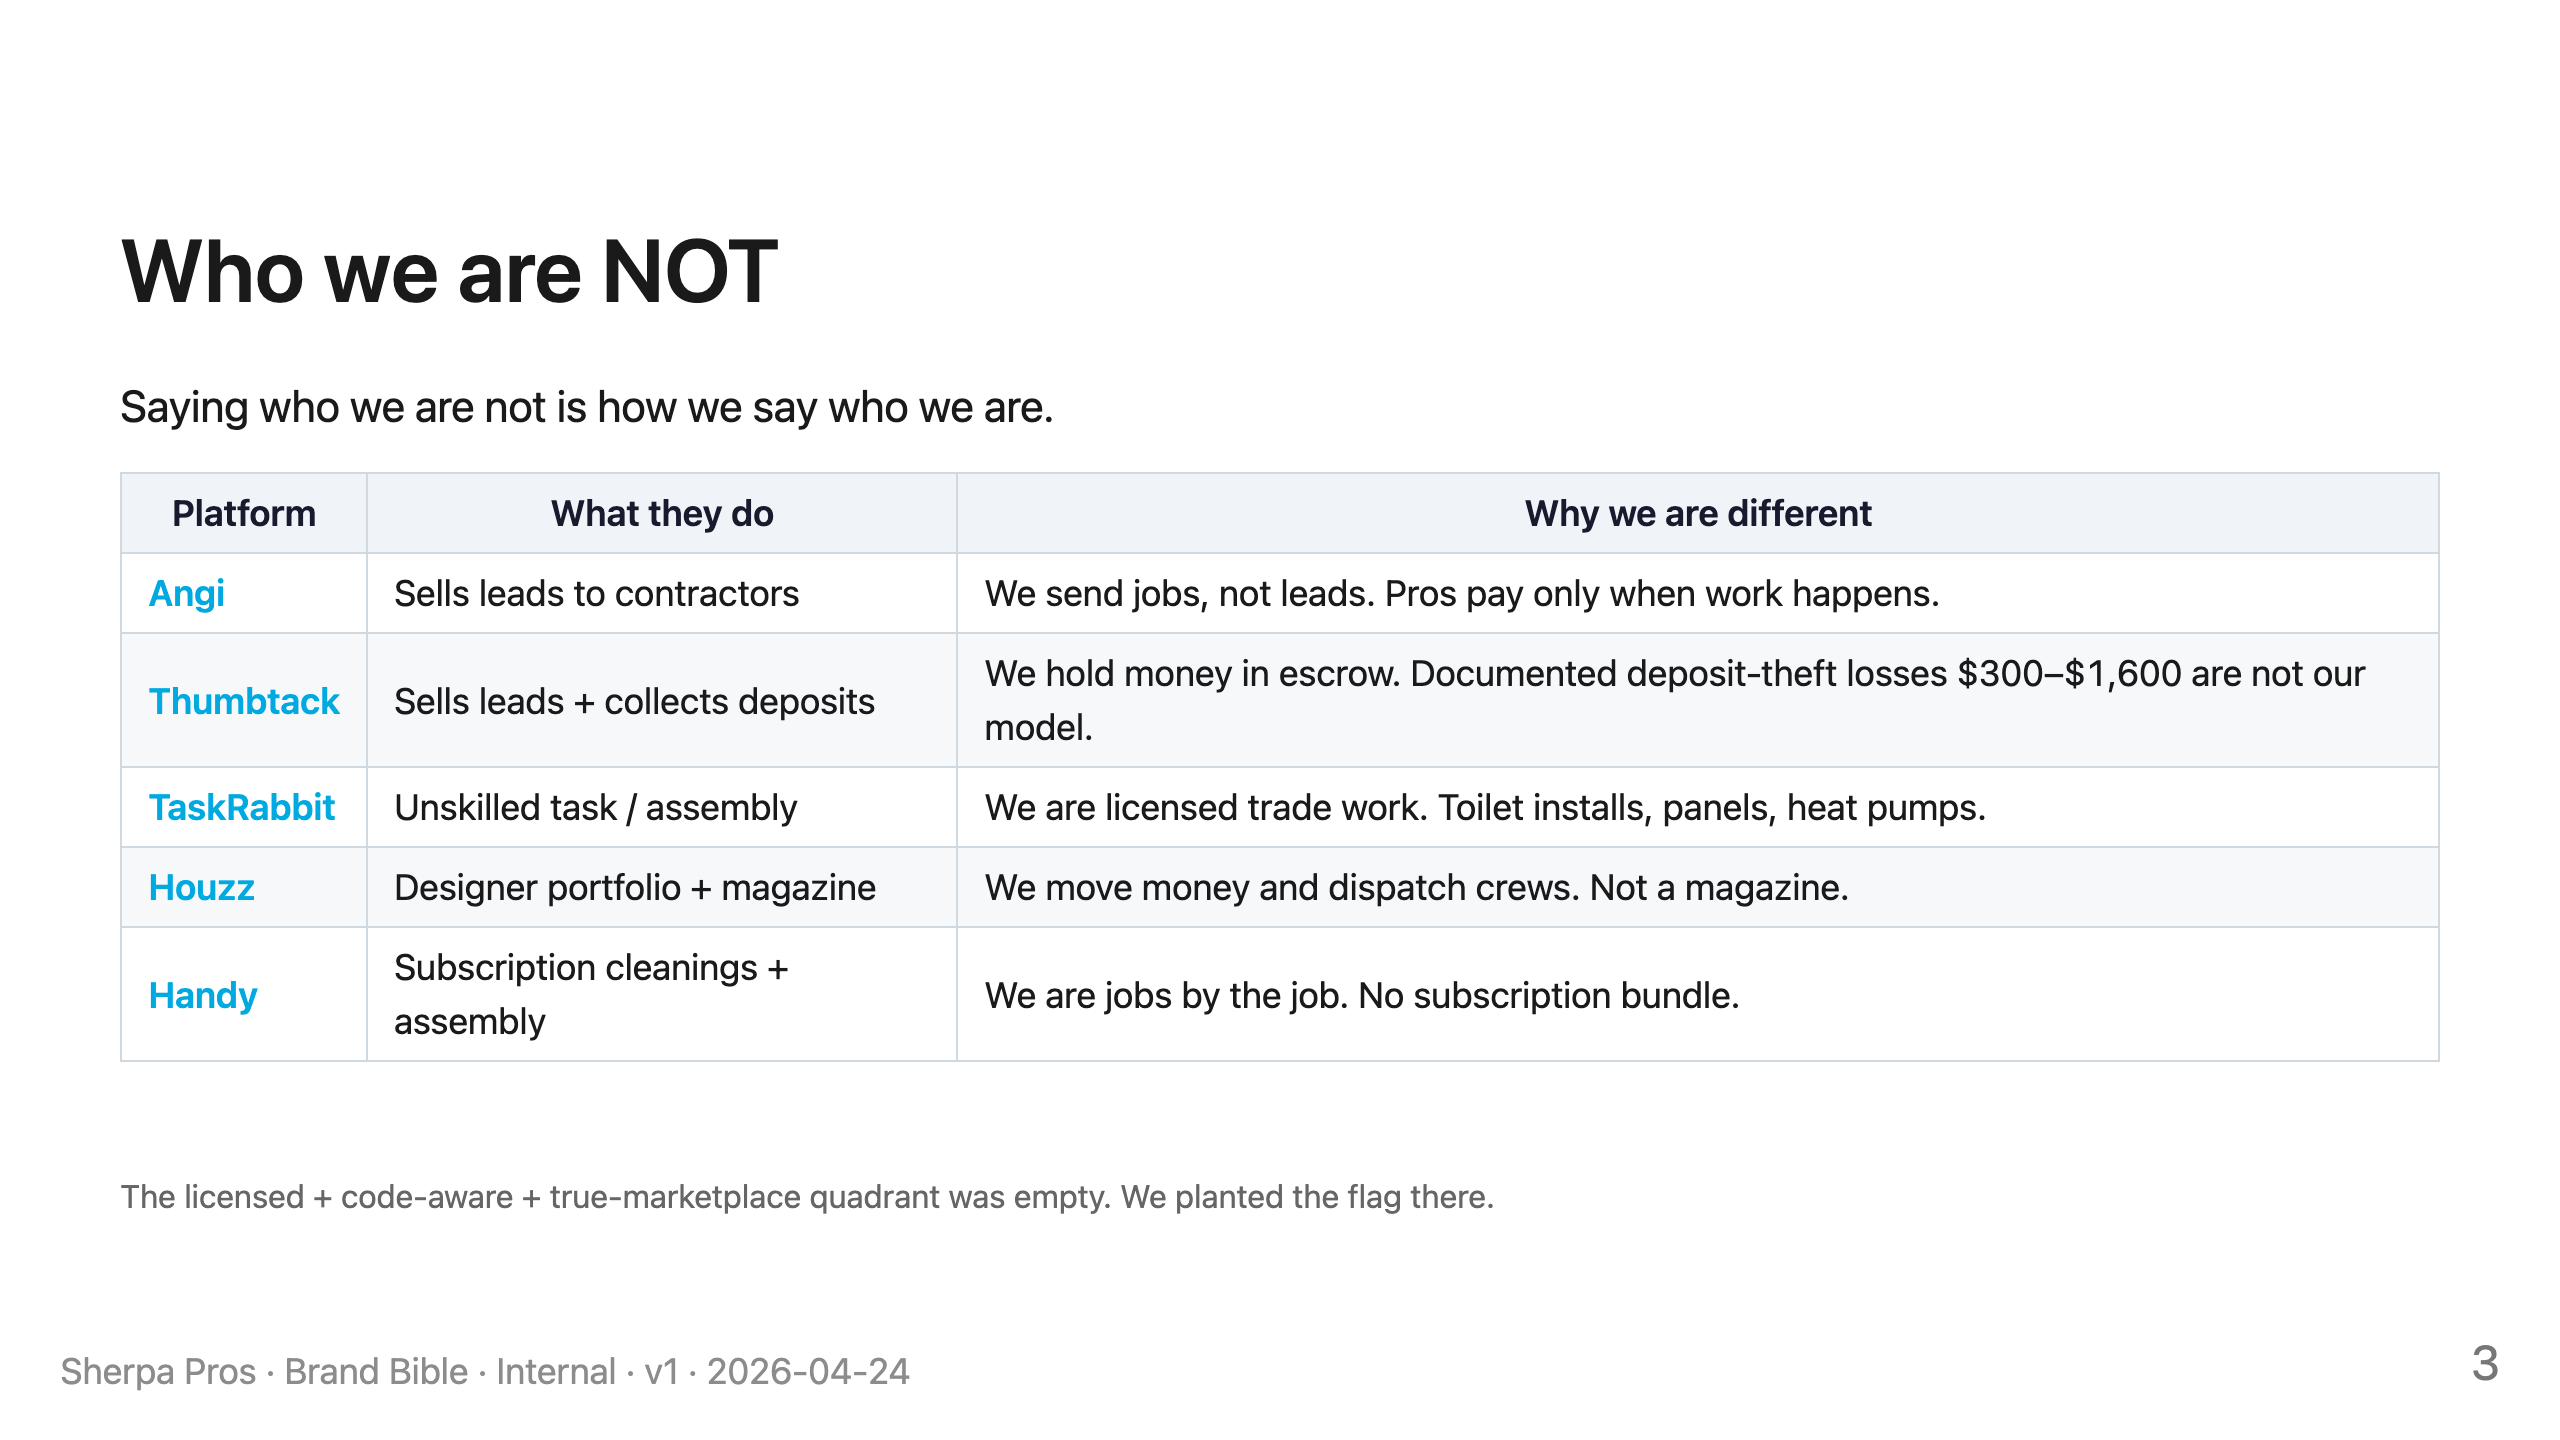 Who we are NOT
Saying who we are not is how we say who we are.
Platform What they do Why we are different
Angi Sells leads to contractors We send jobs, not leads. Pros pay only when work happens.
Thumbtack Sells leads + collects deposits We hold money in escrow. Documented deposit-theft losses $300–$1,600 are not our
model.
TaskRabbit Unskilled task / assembly We are licensed trade work. Toilet installs, panels, heat pumps.
Houzz Designer portfolio + magazine We move money and dispatch crews. Not a magazine.
Handy Subscription cleanings +
assembly We are jobs by the job. No subscription bundle.
The licensed + code-aware + true-marketplace quadrant was empty. We planted the flag there.
Sherpa Pros · Brand Bible · Internal · v1 · 2026-04-24 3